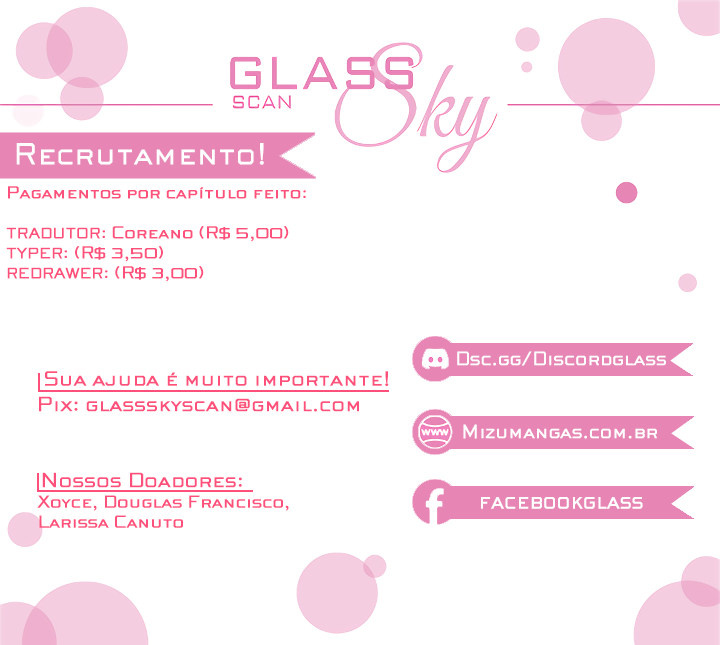 GLASS Sky
SCAN
Recrutamento!
Pagamentos por capítulo feito:
TRADUTOR: Coreano (R$ 5,00)
TYPER: (R$ 3,50)
REDRAWER: (R$ 3,00)
Sua ajuda é muito importante!
Pix: glassskyscan@gmail.com
Nossos Doadores:
Xoyce, Douglas Francisco,
Larissa Canuto
Dsc.gg/Discordglass
www
Mizumangas.com.br
facebookglass